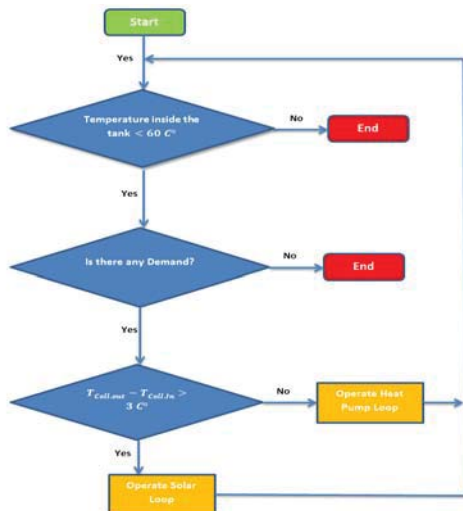 Start
Yes
Temperature inside the
tank < 60 C°
No
End
Yes
Is there any Demand?
No
End
Yes
T_Coll.out − T_Coll.In >
3 C°
No
Operate Heat
Pump Loop
Yes
Operate Solar
Loop